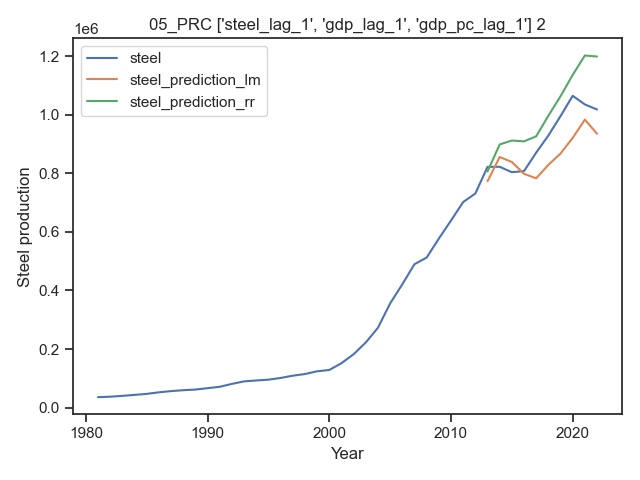 05_PRC ['steel_lag_1', 'gdp_lag_1', 'gdp_pc_lag_1'] 2
1e6
steel
steel_prediction_lm
steel_prediction_rr
1.2
1.0
0.8
0.6
0.4
0.2
0.0
Steel production
1980 1990 2000 2010 2020
Year